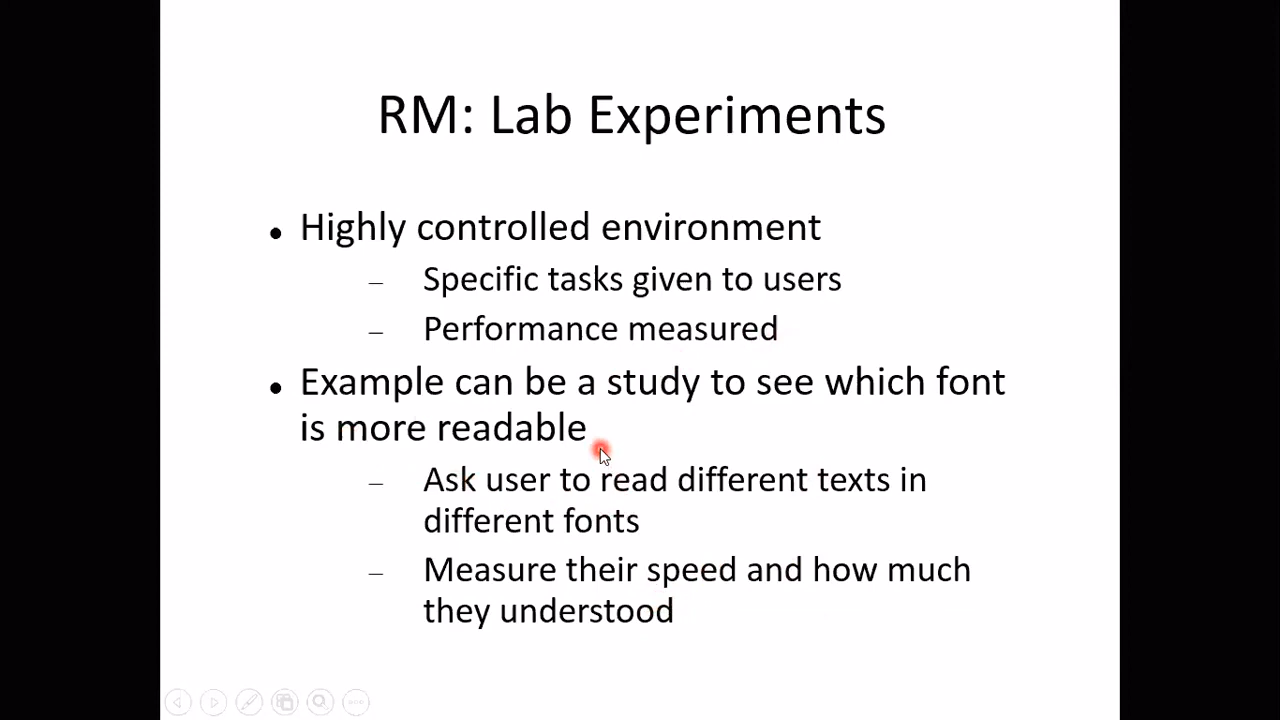 RM: Lab Experiments
● Highly controlled environment
– Specific tasks given to users
– Performance measured
● Example can be a study to see which font
is more readable
– Ask user to read different texts in
different fonts
– Measure their speed and how much
they understood